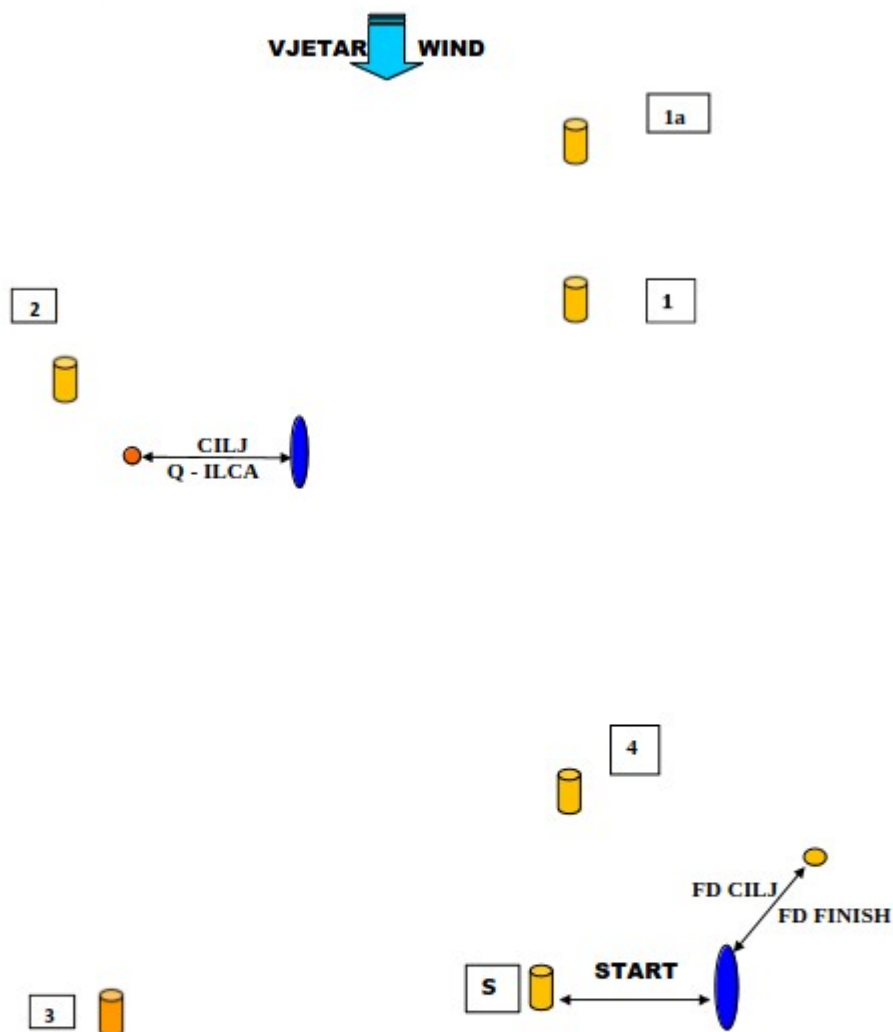 VJETAR WIND
1a
1
2
CILJ
Q - ILCA
4
FD CILJ
FD FINISH
START
S
3